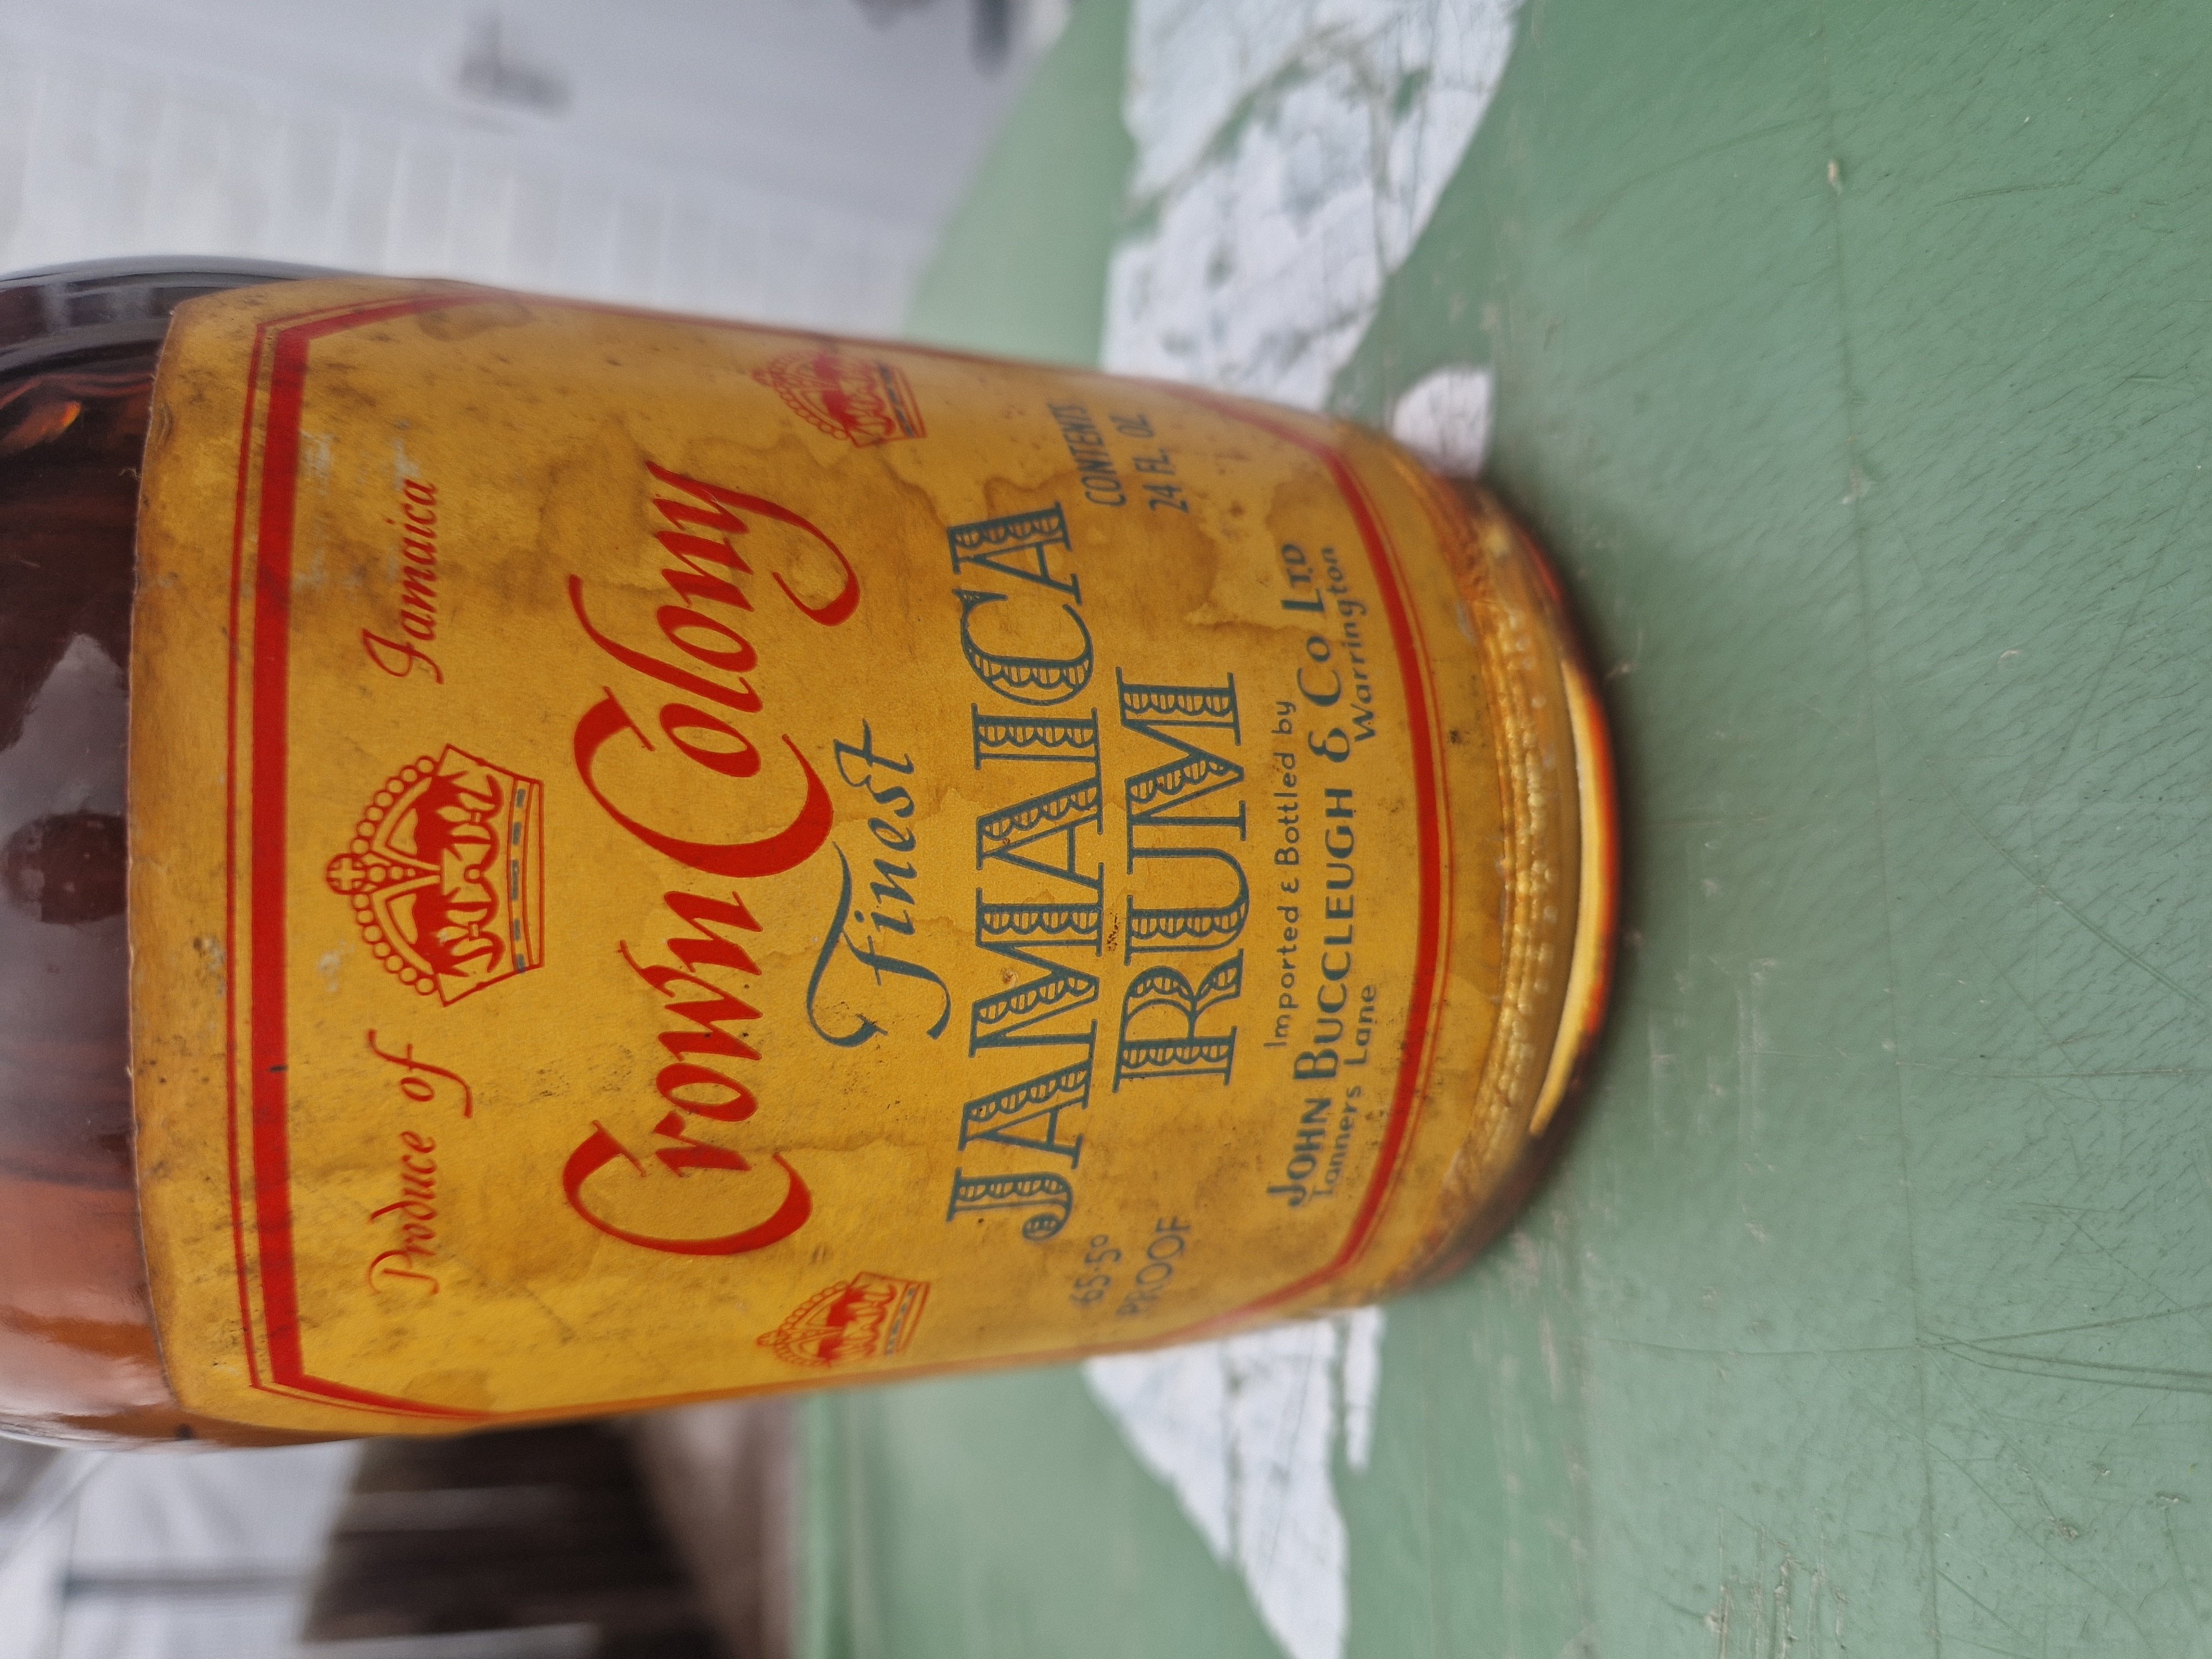 Produce of Jamaica
Crown Colony
Finest
JAMAICA
RUM
65·5°
PROOF
CONTENTS
24 FL. OZ.
Imported & Bottled by
JOHN BUCCLEUGH & CO LTD
Tanners Lane Warrington